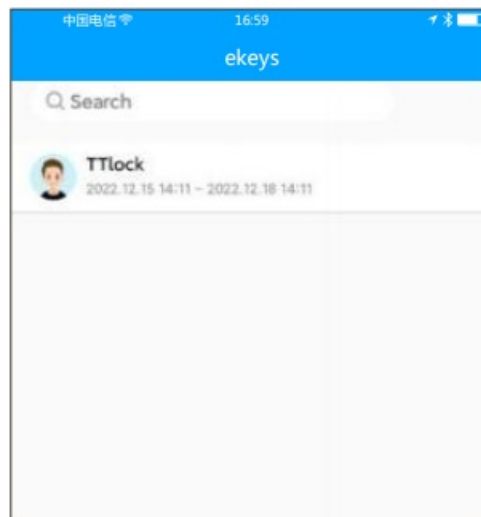 中国电信 16:59
ekeys
Search
TTlock
2022.12.15 14:11 - 2022.12.18 14:11